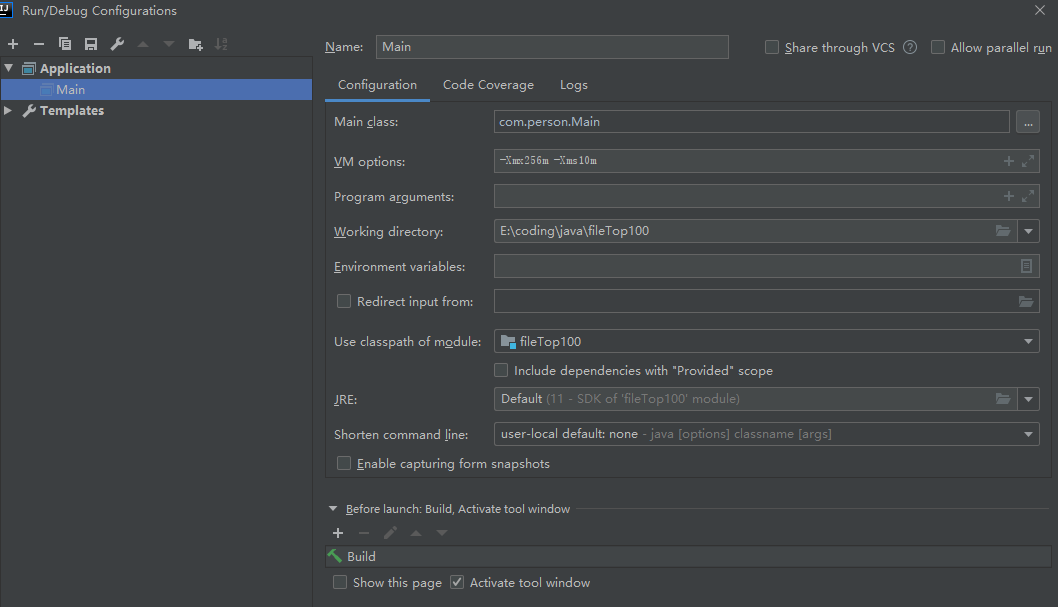 IJ Run/Debug Configurations
Name: Main Share through VCS ? Allow parallel run
Application
Main
Templates
Configuration Code Coverage Logs
Main class: com.person.Main ...
VM options: -Xmx256m -Xms10m
Program arguments:
Working directory: E:\coding\java\fileTop100
Environment variables:
Redirect input from:
Use classpath of module: fileTop100
Include dependencies with "Provided" scope
JRE: Default (11 - SDK of 'fileTop100' module)
Shorten command line: user-local default: none - java [options] classname [args]
Enable capturing form snapshots
Before launch: Build, Activate tool window
Build
Show this page Activate tool window